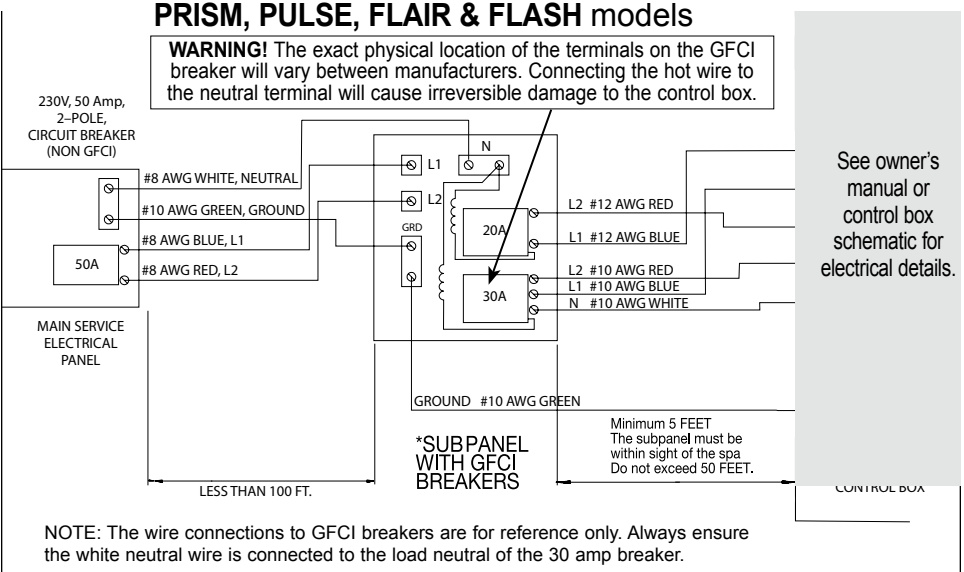 PRISM, PULSE, FLAIR & FLASH models
WARNING! The exact physical location of the terminals on the GFCI
breaker will vary between manufacturers. Connecting the hot wire to
the neutral terminal will cause irreversible damage to the control box.
230V, 50 Amp,
2–POLE,
CIRCUIT BREAKER
(NON GFCI)
#8 AWG WHITE, NEUTRAL
#10 AWG GREEN, GROUND
#8 AWG BLUE, L1
50A
#8 AWG RED, L2
MAIN SERVICE
ELECTRICAL
PANEL
L1
N
L2
GRD
20A
30A
L2 #12 AWG RED
L1 #12 AWG BLUE
L2 #10 AWG RED
L1 #10 AWG BLUE
N #10 AWG WHITE
GROUND #10 AWG GREEN
See owner's
manual or
control box
schematic for
electrical details.
*SUBPANEL
WITH GFCI
BREAKERS
Minimum 5 FEET
The subpanel must be
within sight of the spa
Do not exceed 50 FEET.
LESS THAN 100 FT.
CONTROL BOX
NOTE: The wire connections to GFCI breakers are for reference only. Always ensure
the white neutral wire is connected to the load neutral of the 30 amp breaker.